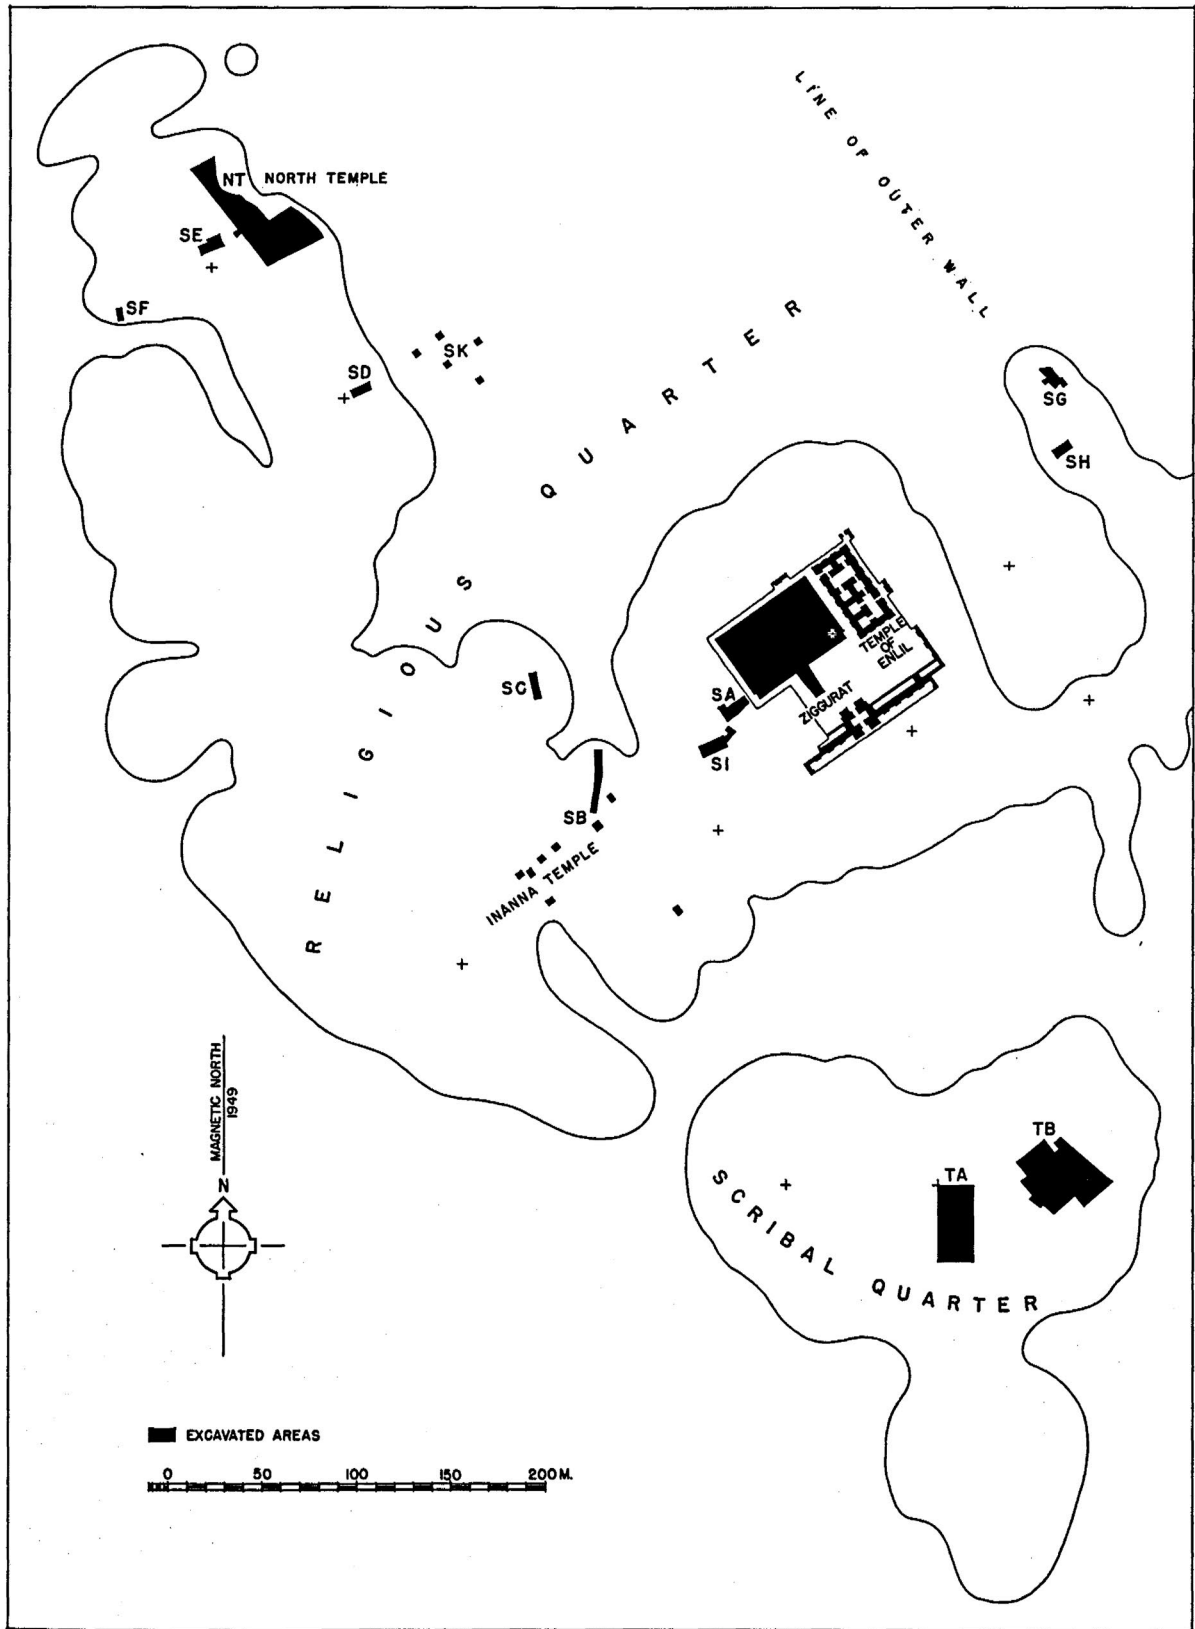 LINE OF OUTER WALL
NT NORTH TEMPLE
SE
SF
SK
SD
RELIGIOUS QUARTER
SG
SH
TEMPLE
OF
ENLIL
ZIGGURAT
SA
SI
SC
SB
INANNA TEMPLE
MAGNETIC NORTH
1949
N
TB
TA
SCRIBAL QUARTER
EXCAVATED AREAS
0 50 100 150 200 M.